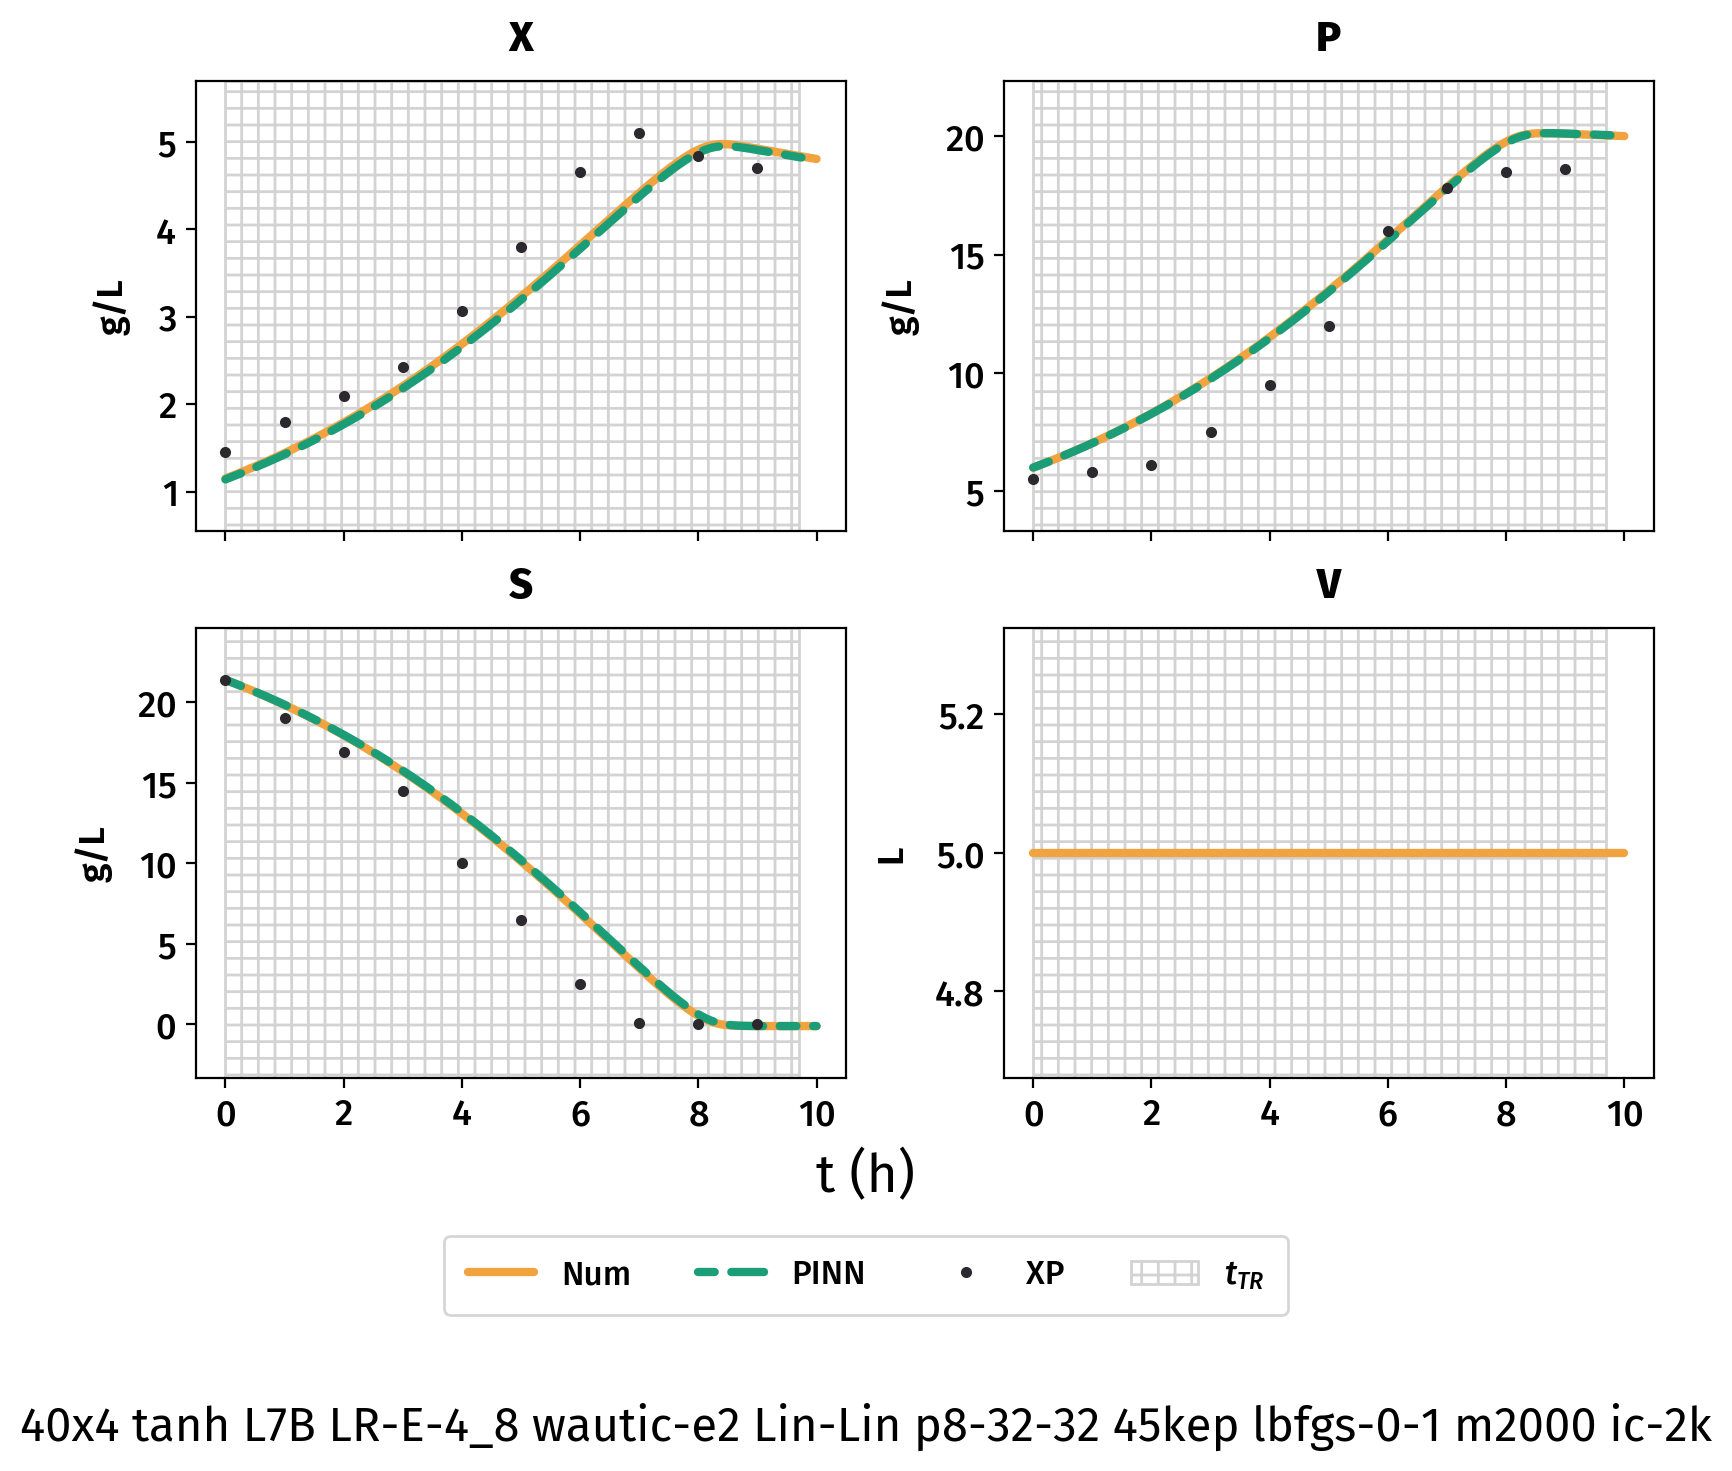 X
P
g/L
5
4
3
2
1
g/L
20
15
10
5
S
V
g/L
20
15
10
5
0
L
5.2
5.0
4.8
0 2 4 6 8 10
0 2 4 6 8 10
t (h)
Num PINN XP tTR
40x4 tanh L7B LR-E-4_8 wautic-e2 Lin-Lin p8-32-32 45kep lbfgs-0-1 m2000 ic-2k